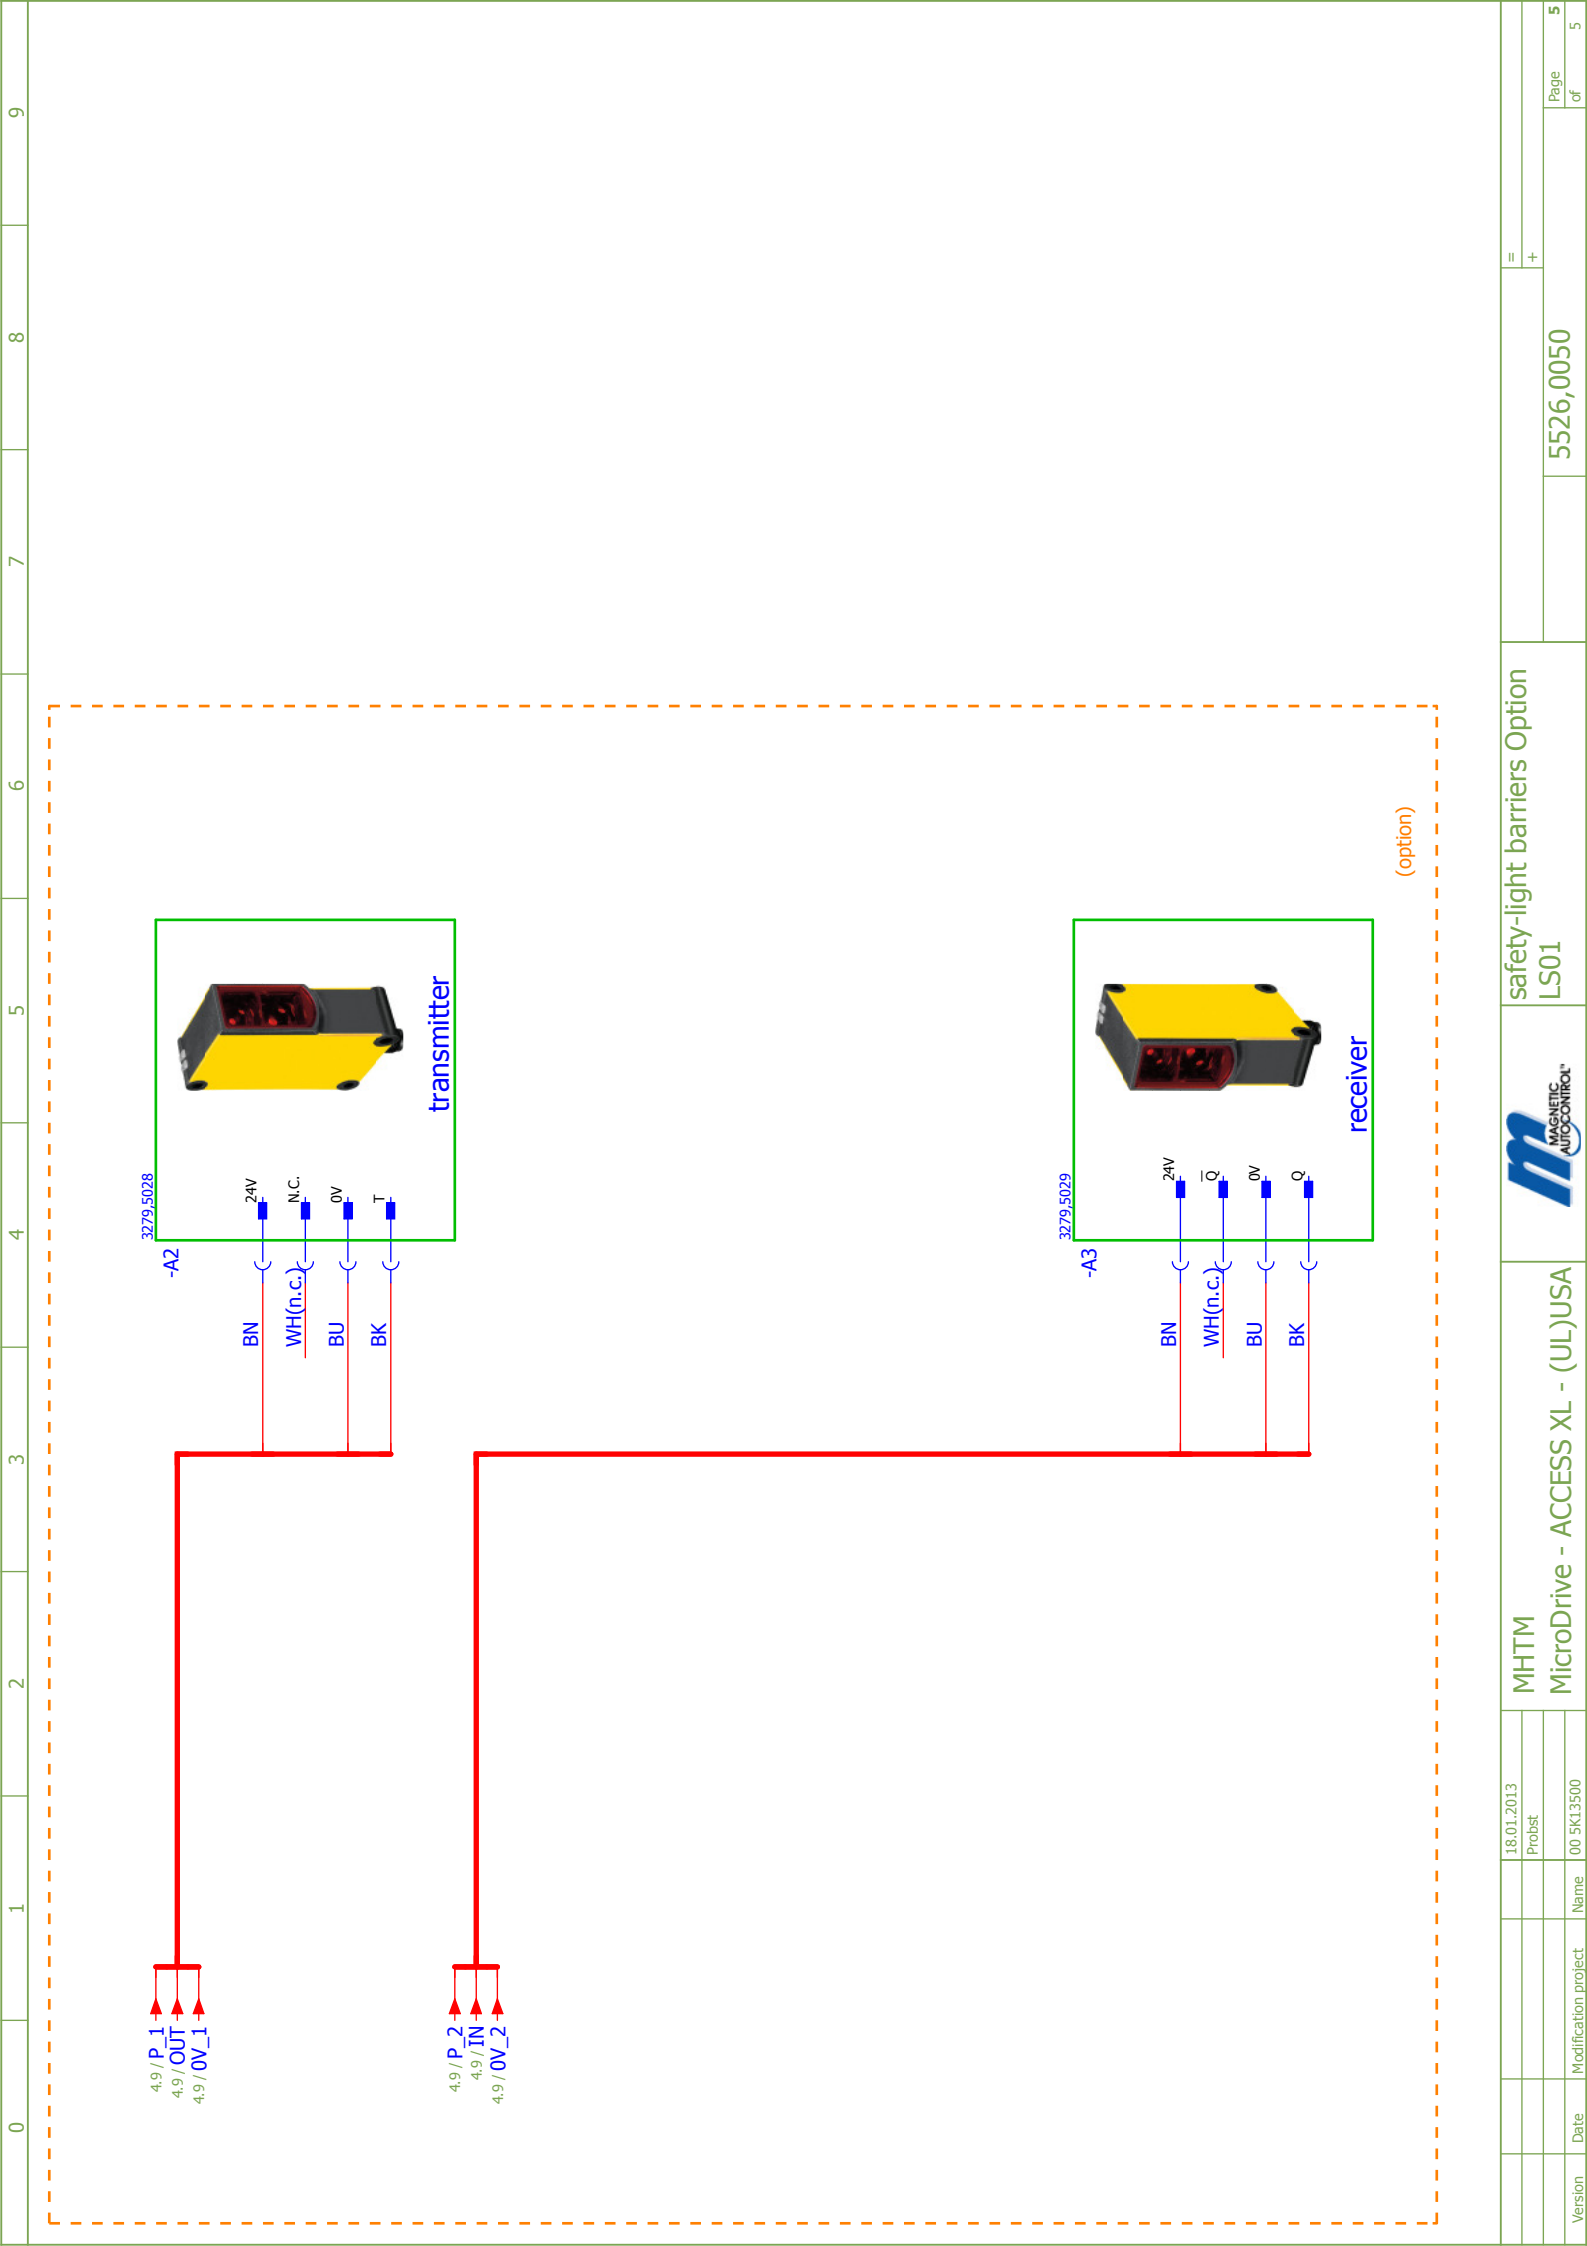 0
1
2
3
4
5
6
7
8
9
4.9 / P_1
4.9 / OUT
4.9 / 0V_1
4.9 / P_2
4.9 / IN
4.9 / 0V_2
3279,5028
-A2
BN
24V
WH(n.c.)
N.C.
BU
0V
BK
T
transmitter
3279,5029
-A3
BN
24V
WH(n.c.)
Q̅
BU
0V
BK
Q
receiver
(option)
18.01.2013
Probst
00 5K13500
Version
Date
Modification project
Name
MHTM
MicroDrive - ACCESS XL - (UL)USA
MAGNETIC
AUTOCONTROL™
safety-light barriers Option
LS01
=
+
5526,0050
Page 5
of 5